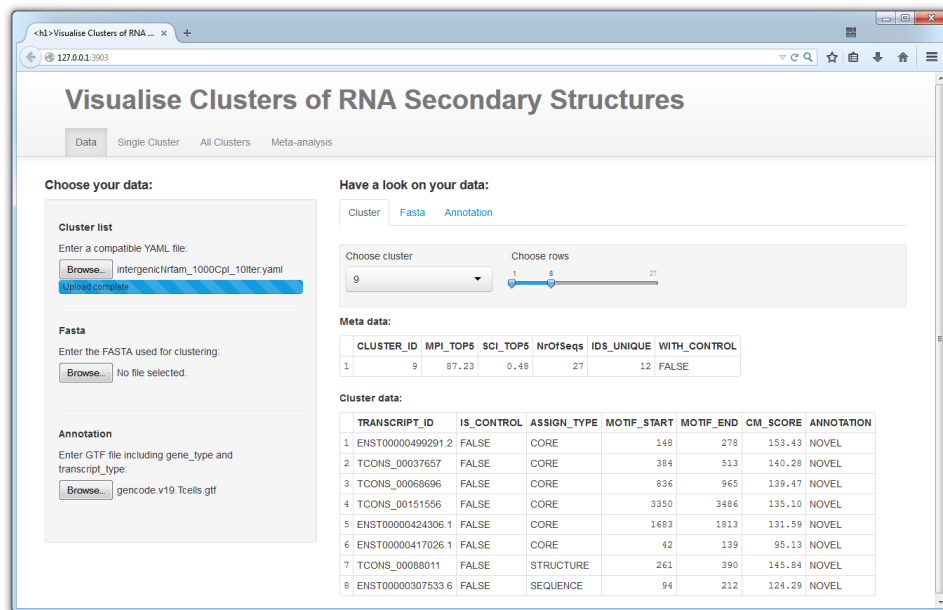 <h1>Visualise Clusters of RNA ...
127.0.0.1:3903
Visualise Clusters of RNA Secondary Structures
Data Single Cluster All Clusters Meta-analysis
Choose your data:
Cluster list
Enter a compatible YAML file:
Browse... intergenicNrfam_1000Cpl_10Iter.yaml
Upload complete
Fasta
Enter the FASTA used for clustering:
Browse... No file selected.
Annotation
Enter GTF file including gene_type and
transcript_type:
Browse... gencode.v19.Tcells.gtf
Have a look on your data:
Cluster Fasta Annotation
Choose cluster Choose rows
9 1 8 27
Meta data:
CLUSTER_ID MPI_TOP5 SCI_TOP5 NrOfSeqs IDS_UNIQUE WITH_CONTROL
1 9 87.23 0.48 27 12 FALSE
Cluster data:
TRANSCRIPT_ID IS_CONTROL ASSIGN_TYPE MOTIF_START MOTIF_END CM_SCORE ANNOTATION
1 ENST00000499291.2 FALSE CORE 148 278 153.43 NOVEL
2 TCONS_00037657 FALSE CORE 384 513 140.28 NOVEL
3 TCONS_00068696 FALSE CORE 836 965 139.47 NOVEL
4 TCONS_00151556 FALSE CORE 3350 3486 135.10 NOVEL
5 ENST00000424306.1 FALSE CORE 1683 1813 131.59 NOVEL
6 ENST00000417026.1 FALSE CORE 42 139 95.13 NOVEL
7 TCONS_00088011 FALSE STRUCTURE 261 390 145.84 NOVEL
8 ENST00000307533.6 FALSE SEQUENCE 94 212 124.29 NOVEL